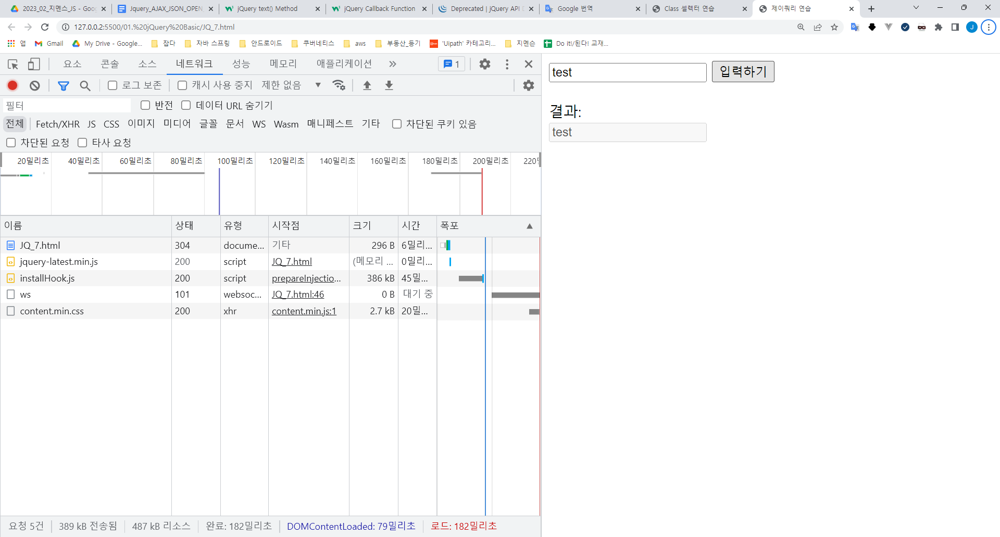 2023_02_지멘스_JS - Goo
Jquery_AJAX_JSON_OPEN
jQuery text() Method
jQuery Callback Function
Deprecated | jQuery API D
Google 번역
Class 셀렉터 연습
제이쿼리 연습
127.0.0.2:5500/01.%20jQuery%20Basic/JQ_7.html
J
앱
Gmail
My Drive - Google...
잡다
자바 스프링
안드로이드
쿠버네티스
aws
부동산_등기
'Uipath' 카테고리...
지멘슨
Do it!/된다! 교재...
요소 콘솔 소스 네트워크 성능 메모리 애플리케이션 1
로그 보존 캐시 사용 중지 제한 없음
필터 반전 데이터 URL 숨기기
전체 Fetch/XHR JS CSS 이미지 미디어 글꼴 문서 WS Wasm 매니페스트 기타 차단된 쿠키 있음
차단된 요청 타사 요청
20밀리초 40밀리초 60밀리초 80밀리초 100밀리초 120밀리초 140밀리초 160밀리초 180밀리초 200밀리초 220
이름 상태 유형 시작점 크기 시간 폭포
JQ_7.html 304 docume... 기타 296 B 6밀리...
jquery-latest.min.js 200 script JQ_7.html (메모리 ... 0밀리...
installHook.js 200 script prepareInjectio... 386 kB 45밀...
ws 101 websoc... JQ_7.html:46 0 B 대기 중
content.min.css 200 xhr content.min.js:1 2.7 kB 20밀...
요청 5건 389 kB 전송됨 487 kB 리소스 완료: 182밀리초 DOMContentLoaded: 79밀리초 로드: 182밀리초
test 입력하기
결과:
test